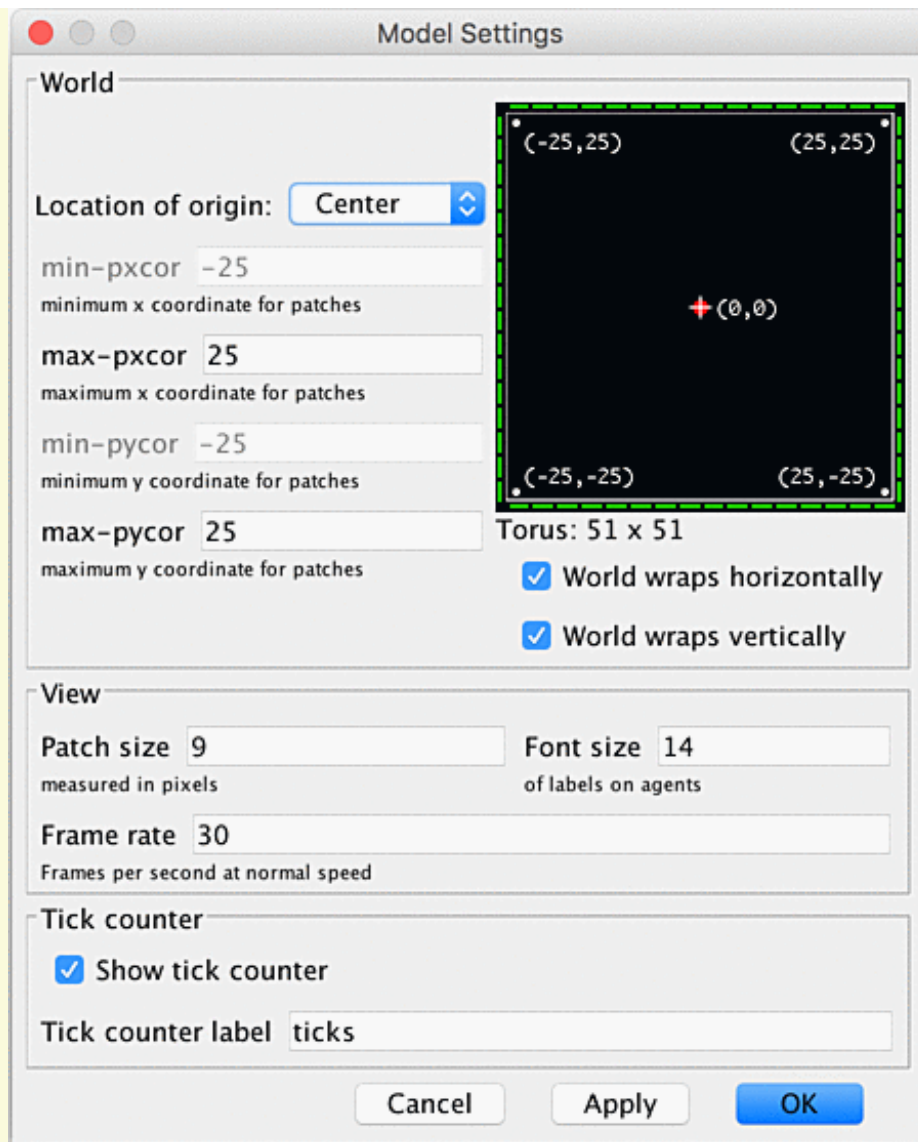 Model Settings
World
(-25,25) (25,25)
Location of origin: Center
min-pxcor -25
minimum x coordinate for patches
(0,0)
max-pxcor 25
maximum x coordinate for patches
min-pycor -25
minimum y coordinate for patches
(-25,-25) (25,-25)
max-pycor 25
maximum y coordinate for patches
Torus: 51 x 51
World wraps horizontally
World wraps vertically
View
Patch size 9
measured in pixels
Font size 14
of labels on agents
Frame rate 30
Frames per second at normal speed
Tick counter
Show tick counter
Tick counter label ticks
Cancel Apply OK